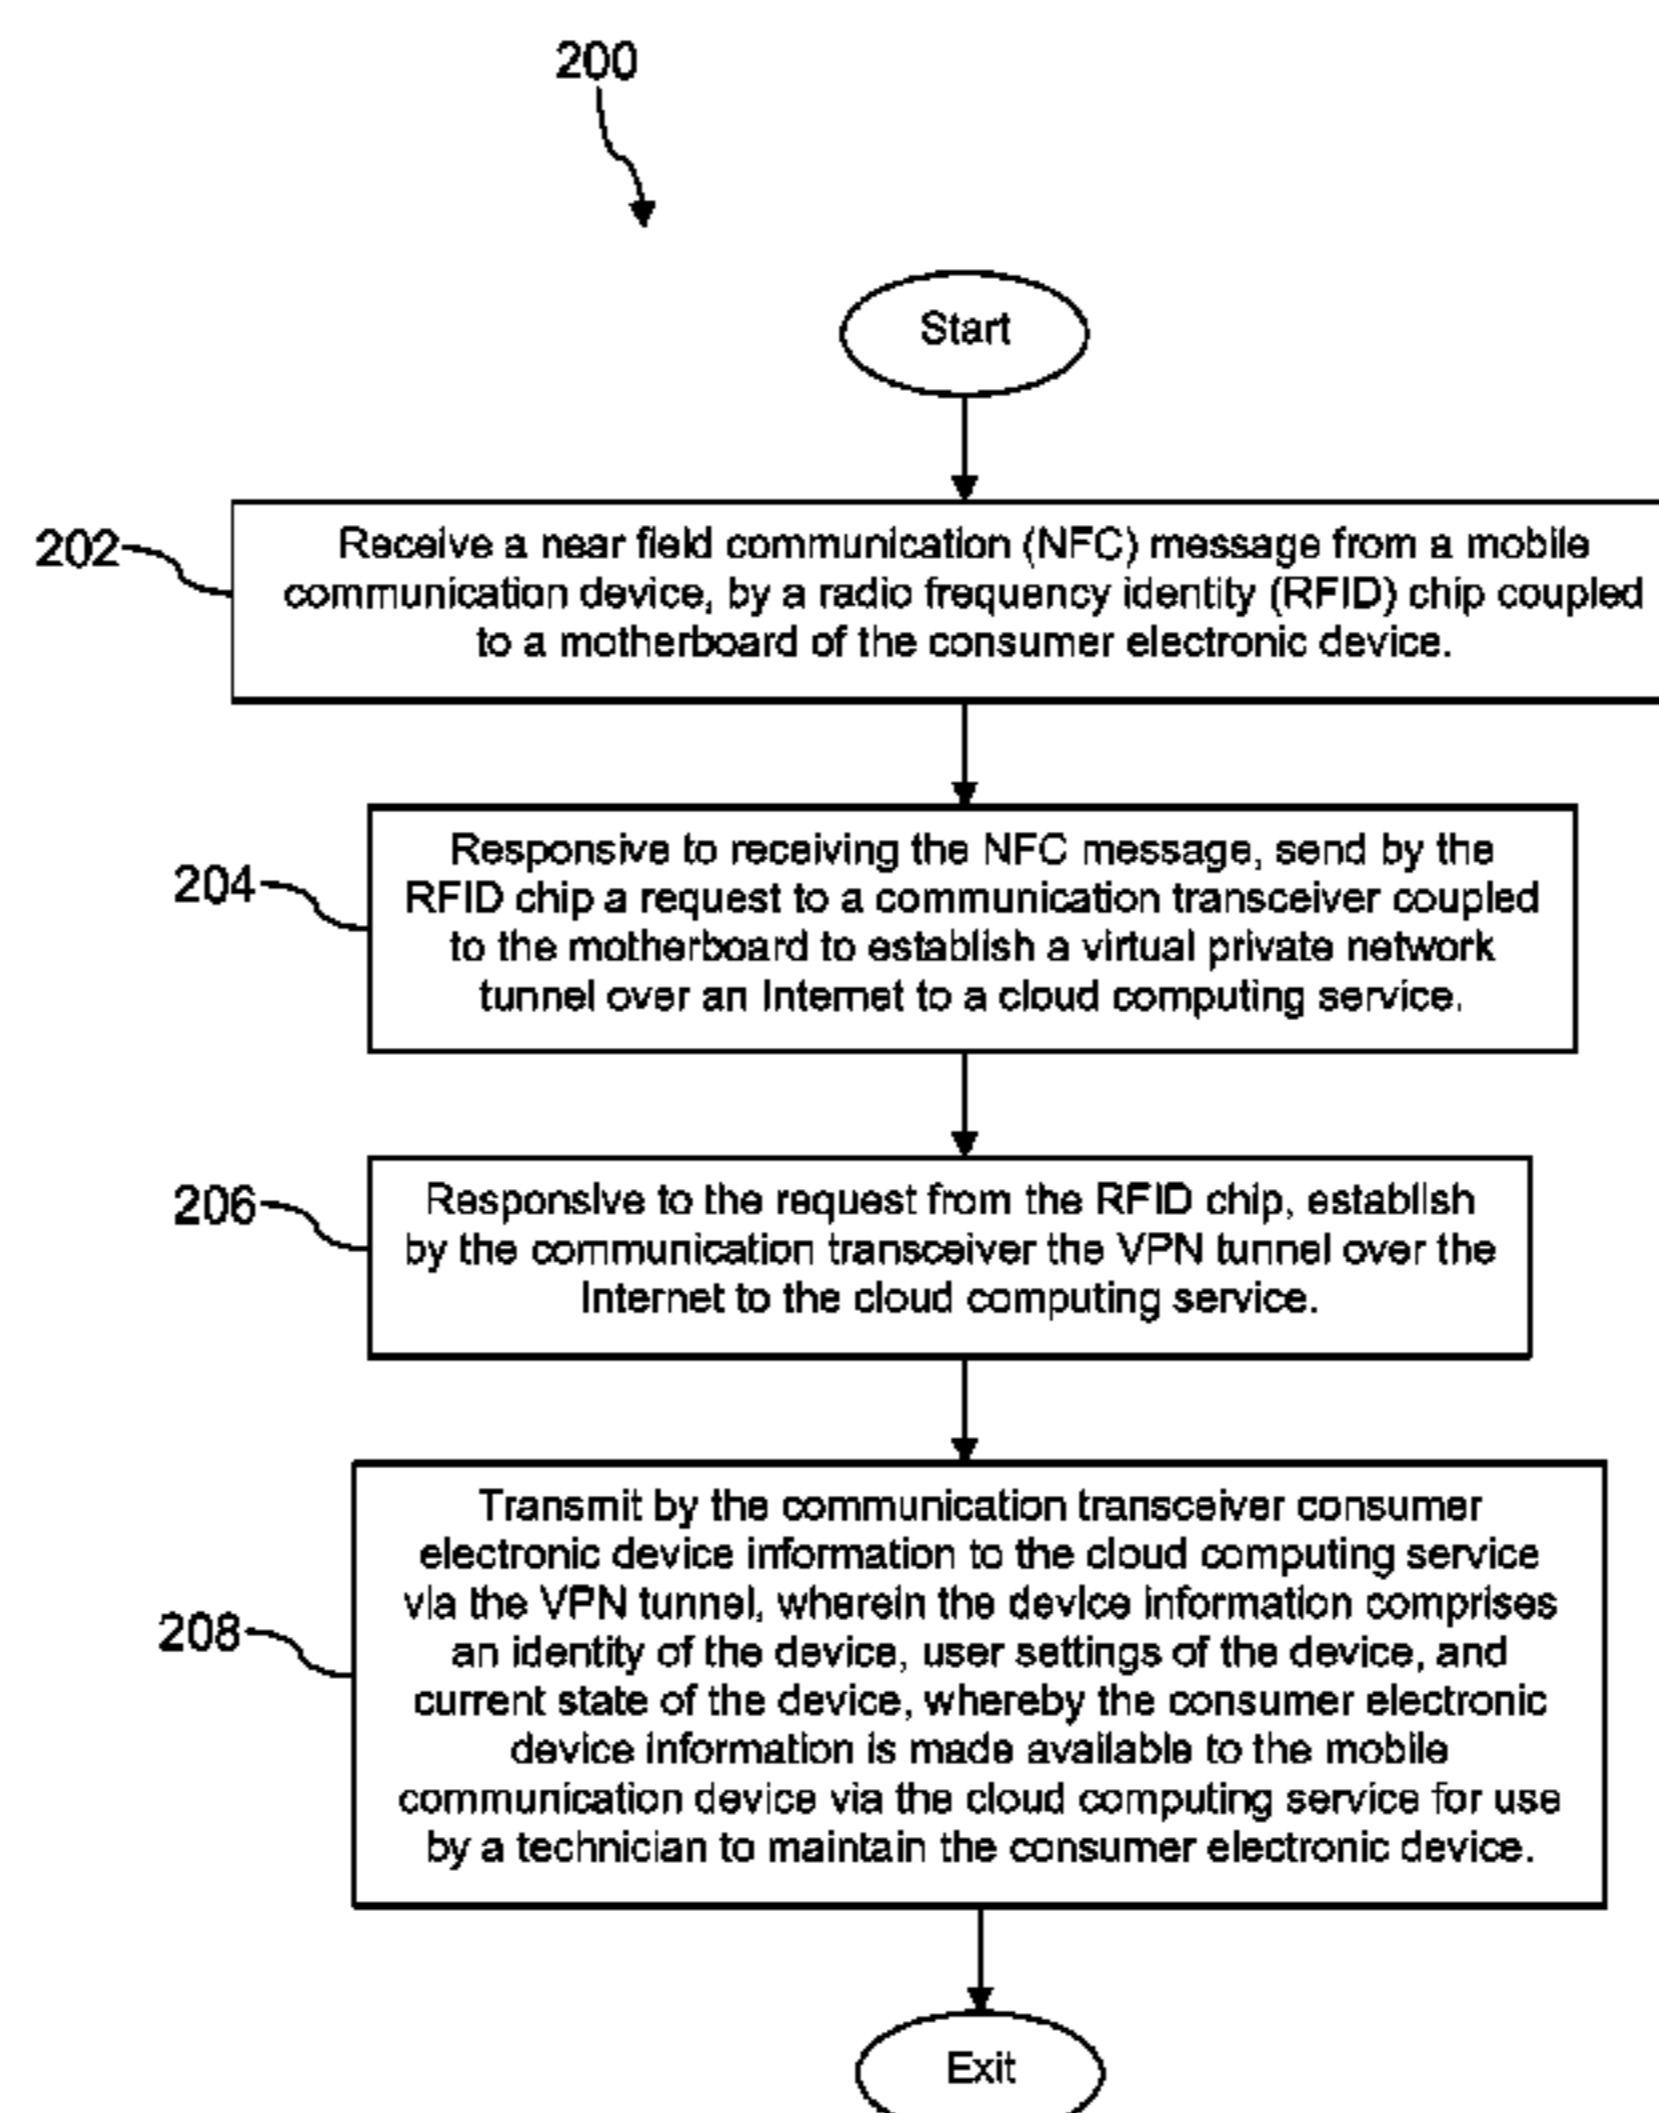 200
Start
202
Receive a near field communication (NFC) message from a mobile
communication device, by a radio frequency identity (RFID) chip coupled
to a motherboard of the consumer electronic device.
204
Responsive to receiving the NFC message, send by the
RFID chip a request to a communication transceiver coupled
to the motherboard to establish a virtual private network
tunnel over an Internet to a cloud computing service.
206
Responsive to the request from the RFID chip, establish
by the communication transceiver the VPN tunnel over the
Internet to the cloud computing service.
208
Transmit by the communication transceiver consumer
electronic device information to the cloud computing service
via the VPN tunnel, wherein the device information comprises
an identity of the device, user settings of the device, and
current state of the device, whereby the consumer electronic
device information is made available to the mobile
communication device via the cloud computing service for use
by a technician to maintain the consumer electronic device.
Exit